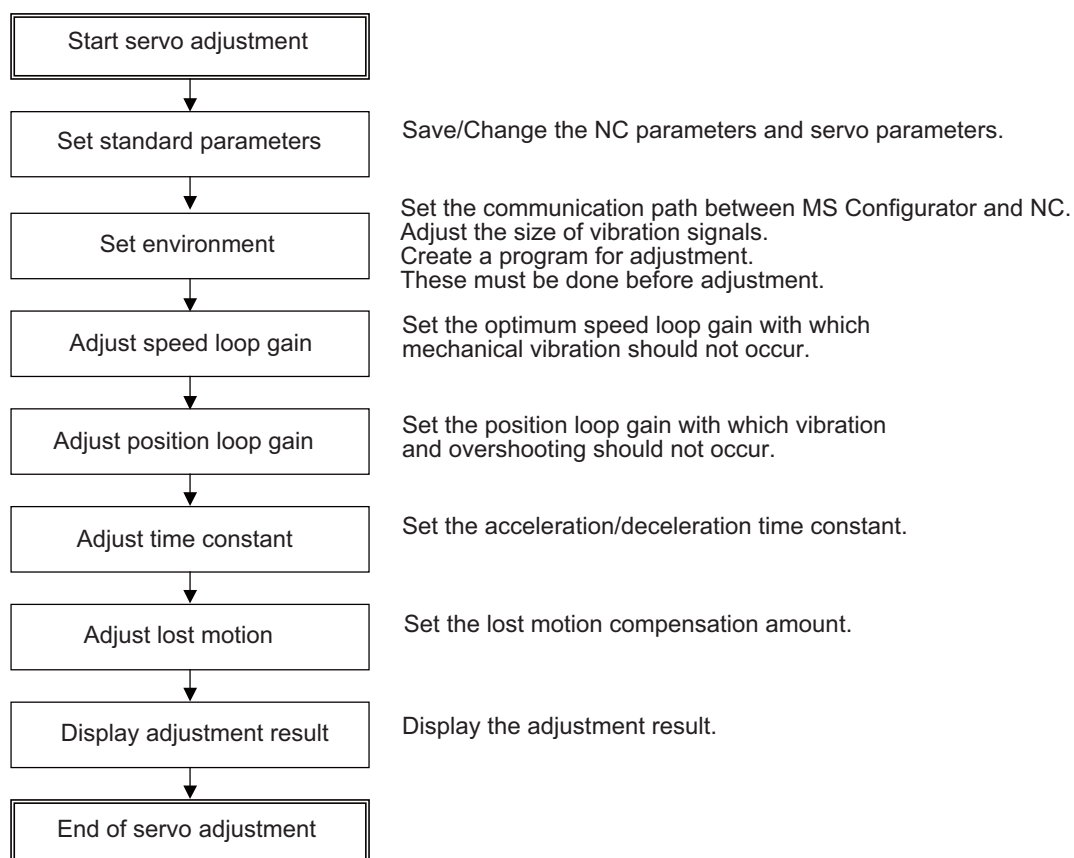 Start servo adjustment
Set standard parameters
Save/Change the NC parameters and servo parameters.
Set environment
Set the communication path between MS Configurator and NC.
Adjust the size of vibration signals.
Create a program for adjustment.
These must be done before adjustment.
Adjust speed loop gain
Set the optimum speed loop gain with which
mechanical vibration should not occur.
Adjust position loop gain
Set the position loop gain with which vibration
and overshooting should not occur.
Adjust time constant
Set the acceleration/deceleration time constant.
Adjust lost motion
Set the lost motion compensation amount.
Display adjustment result
Display the adjustment result.
End of servo adjustment